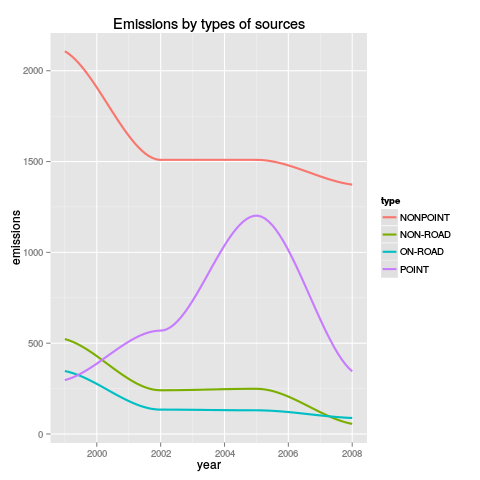 Emissions by types of sources
2000
1500
1000
500
0
emissions
2000
2002
2004
2006
2008
year
type
NONPOINT
NON-ROAD
ON-ROAD
POINT